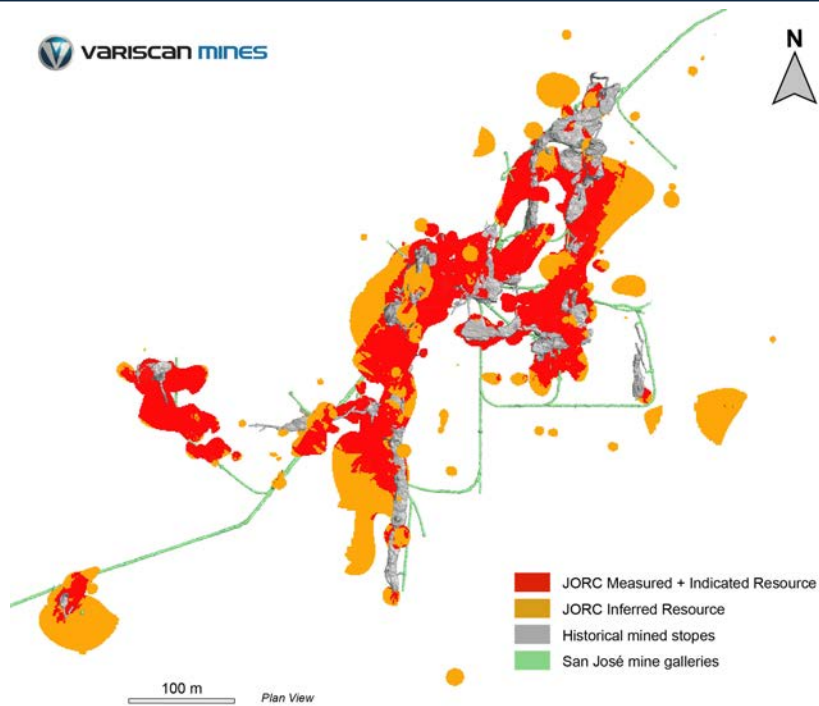 VARISCAN MINES
N
JORC Measured + Indicated Resource
JORC Inferred Resource
Historical mined stopes
San José mine galleries
100 m
Plan View